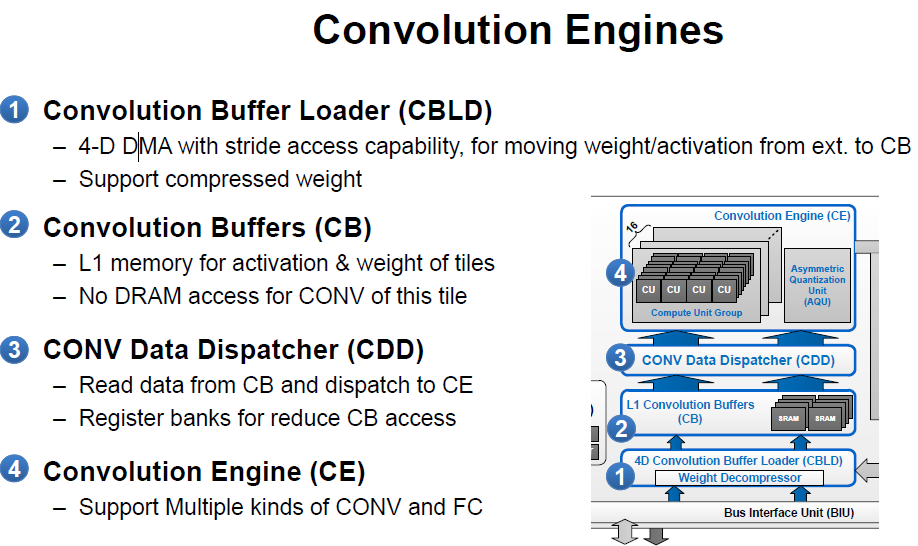 Convolution Engines
1 Convolution Buffer Loader (CBLD)
– 4-D DMA with stride access capability, for moving weight/activation from ext. to CB
– Support compressed weight
2 Convolution Buffers (CB)
– L1 memory for activation & weight of tiles
– No DRAM access for CONV of this tile
3 CONV Data Dispatcher (CDD)
– Read data from CB and dispatch to CE
– Register banks for reduce CB access
4 Convolution Engine (CE)
– Support Multiple kinds of CONV and FC
Convolution Engine (CE)
16
4
CU CU CU CU
Compute Unit Group
Asymmetric
Quantization
Unit
(AQU)
3 CONV Data Dispatcher (CDD)
L1 Convolution Buffers
(CB)
SRAM SRAM
2
4D Convolution Buffer Loader (CBLD)
1 Weight Decompressor
Bus Interface Unit (BIU)